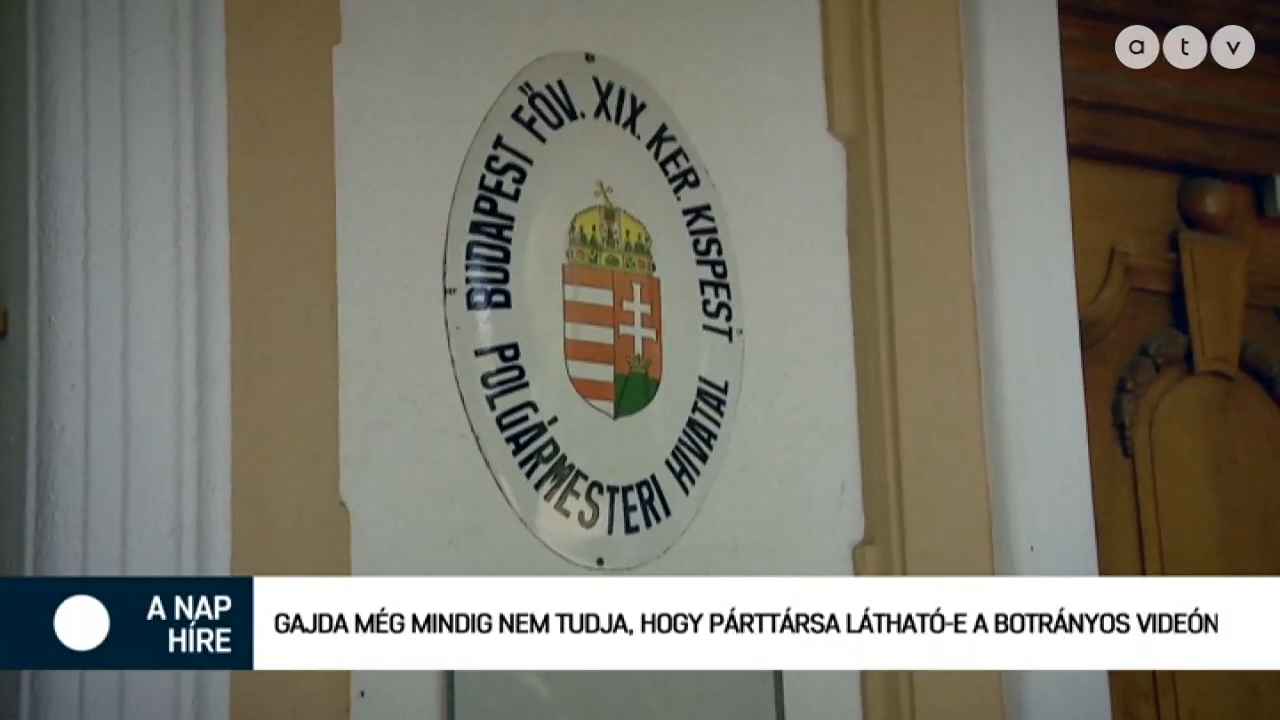 atv
BUDAPEST FŐV. XIX. KER. KISPEST
POLGÁRMESTERI HIVATAL
A NAP
HÍRE
GAJDA MÉG MINDIG NEM TUDJA, HOGY PÁRTTÁRSA LÁTHATÓ-E A BOTRÁNYOS VIDEÓN